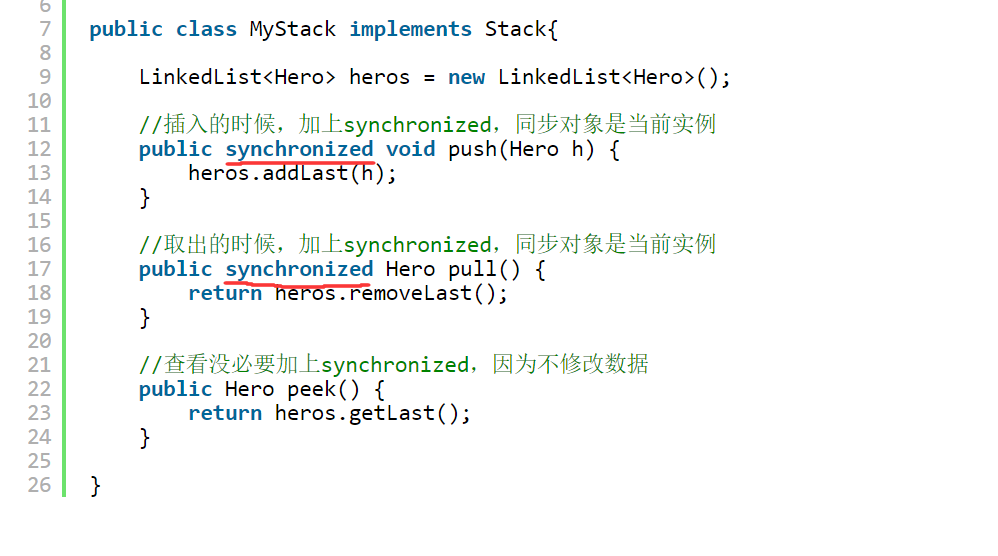 6
7 public class MyStack implements Stack{
8
9 LinkedList<Hero> heros = new LinkedList<Hero>();
10
11 //插入的时候，加上synchronized，同步对象是当前实例
12 public synchronized void push(Hero h) {
13 heros.addLast(h);
14 }
15
16 //取出的时候，加上synchronized，同步对象是当前实例
17 public synchronized Hero pull() {
18 return heros.removeLast();
19 }
20
21 //查看没必要加上synchronized，因为不修改数据
22 public Hero peek() {
23 return heros.getLast();
24 }
25
26 }